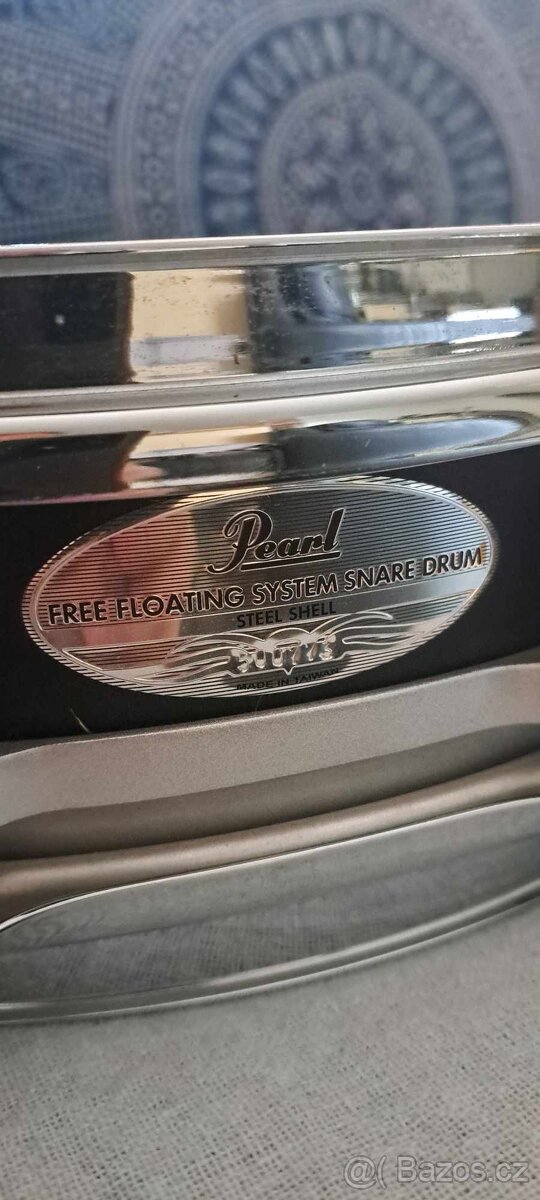 Pearl
FREE-FLOATING SYSTEM SNARE DRUM
STEEL SHELL
MADE IN TAIWAN
@( Bazos.cz